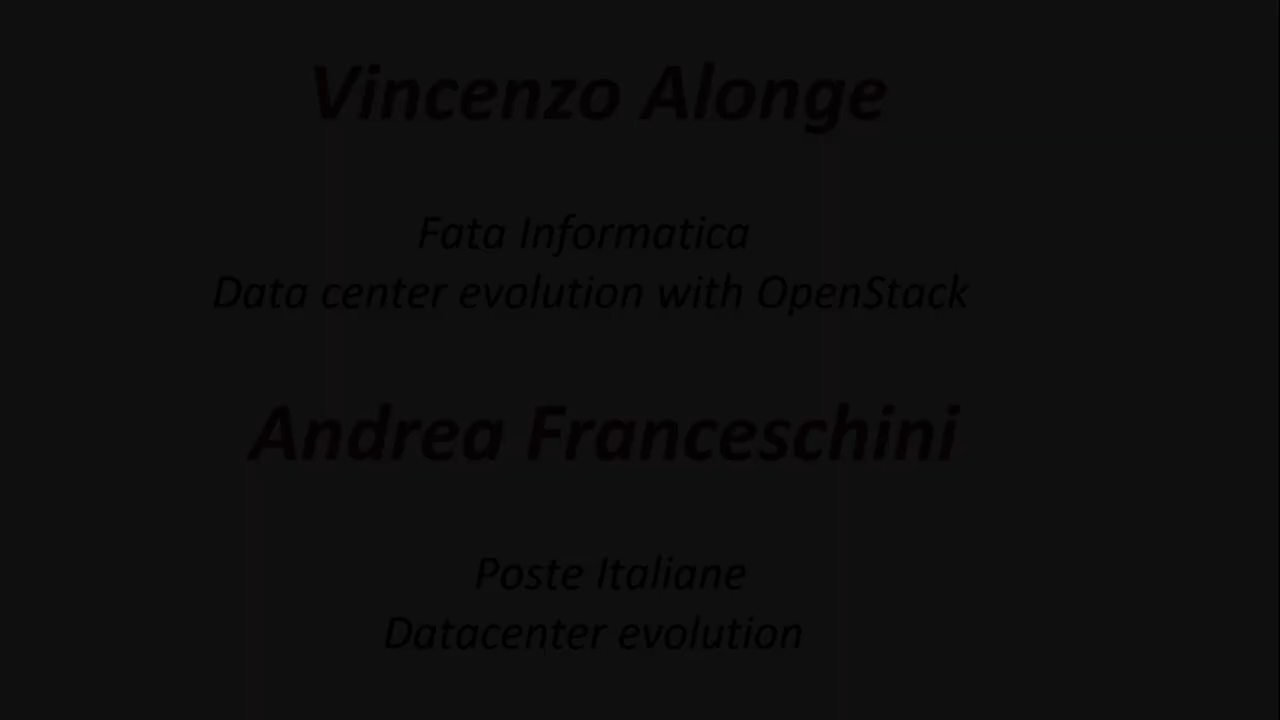 Vincenzo Alonge
Fata Informatica
Data center evolution with OpenStack
Andrea Franceschini
Poste Italiane
Datacenter evolution